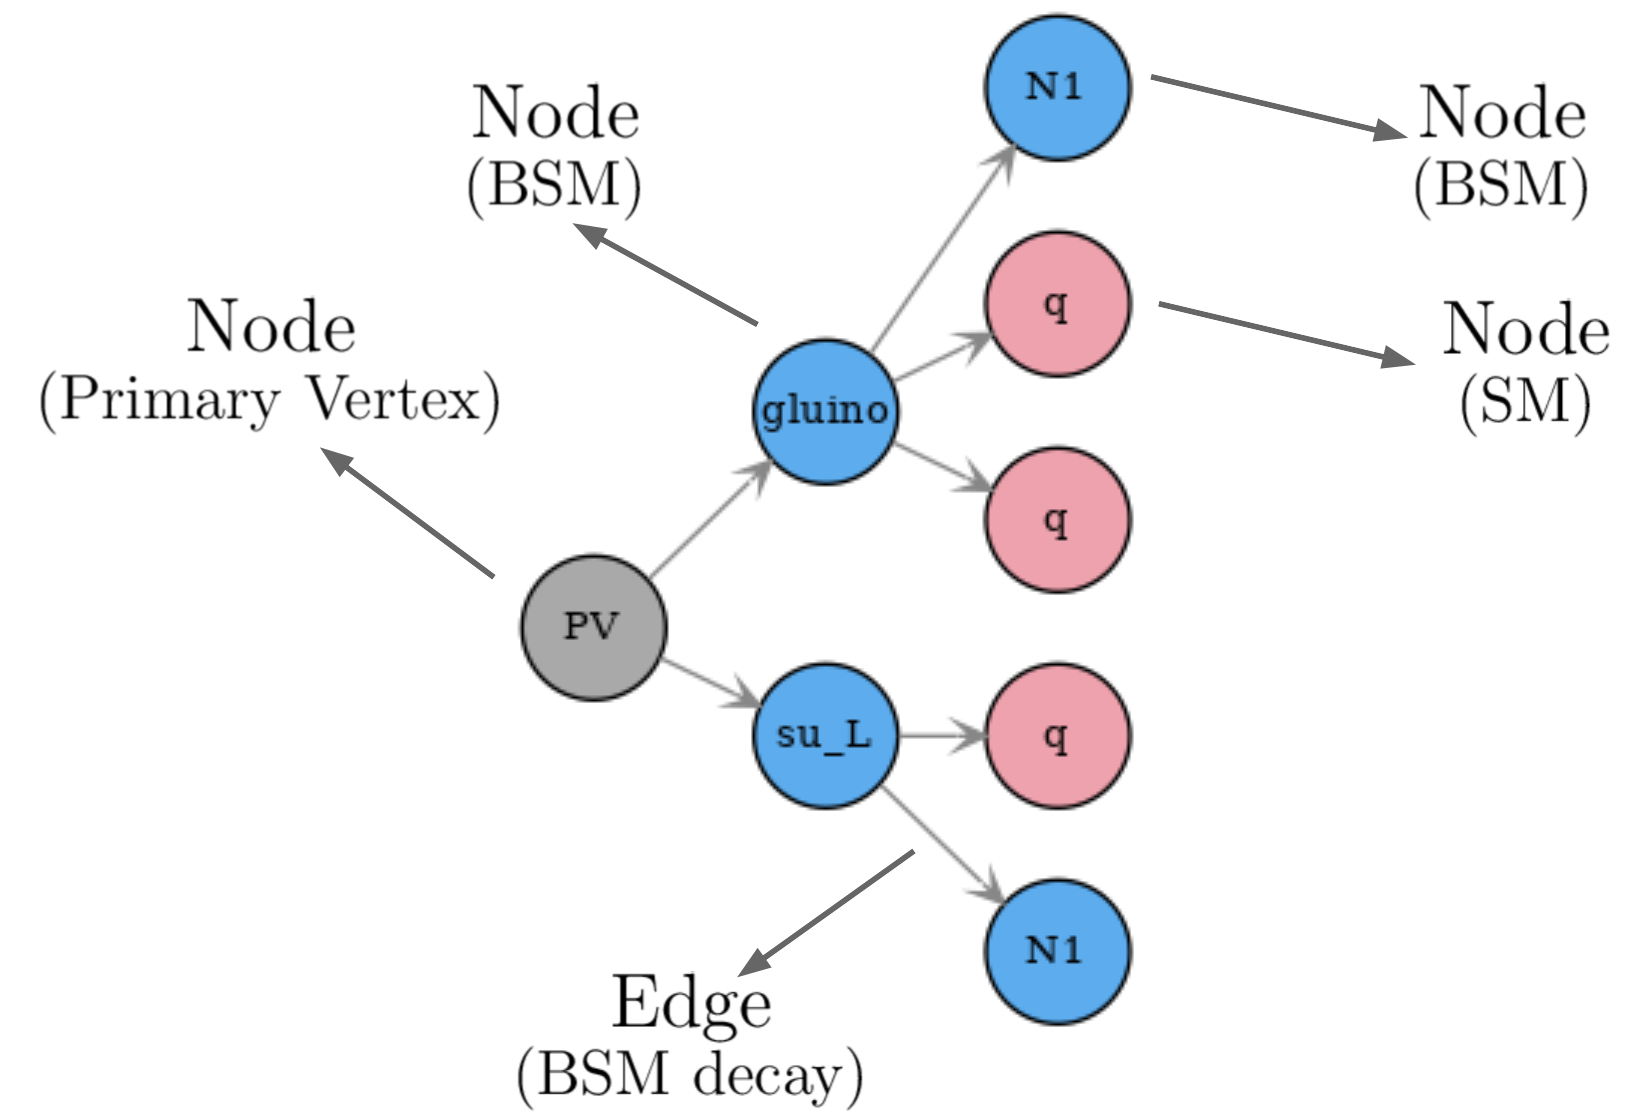 N1
Node
(BSM)
Node
(BSM)
q
Node
(SM)
Node
(Primary Vertex)
gluino
q
PV
su_L
q
N1
Edge
(BSM decay)